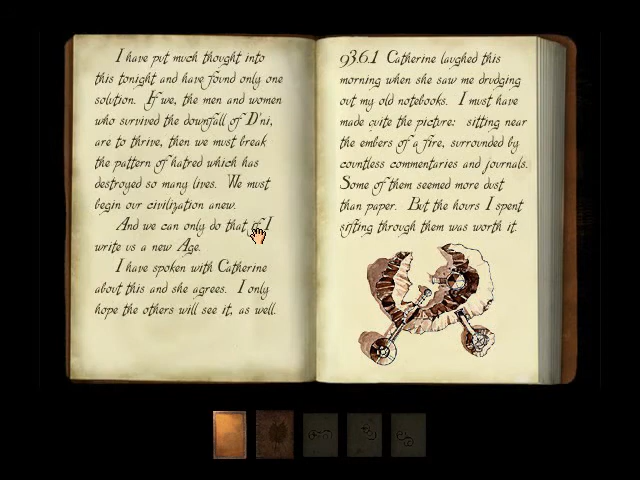 I have put much thought into
this tonight and have found only one
solution. If we, the men and women
who survived the downfall of D'ni,
are to thrive, then we must break
the pattern of hatred which has
destroyed so many lives. We must
begin our civilization anew.
And we can only do that if I
write us a new Age.
I have spoken with Catherine
about this and she agrees. I only
hope the others will see it, as well.
93.6.1 Catherine laughed this
morning when she saw me drudging
out my old notebooks. I must have
made quite the picture: sitting near
the embers of a fire, surrounded by
countless commentaries and journals.
Some of them seemed more dust
than paper. But the hours I spent
sifting through them was worth it.